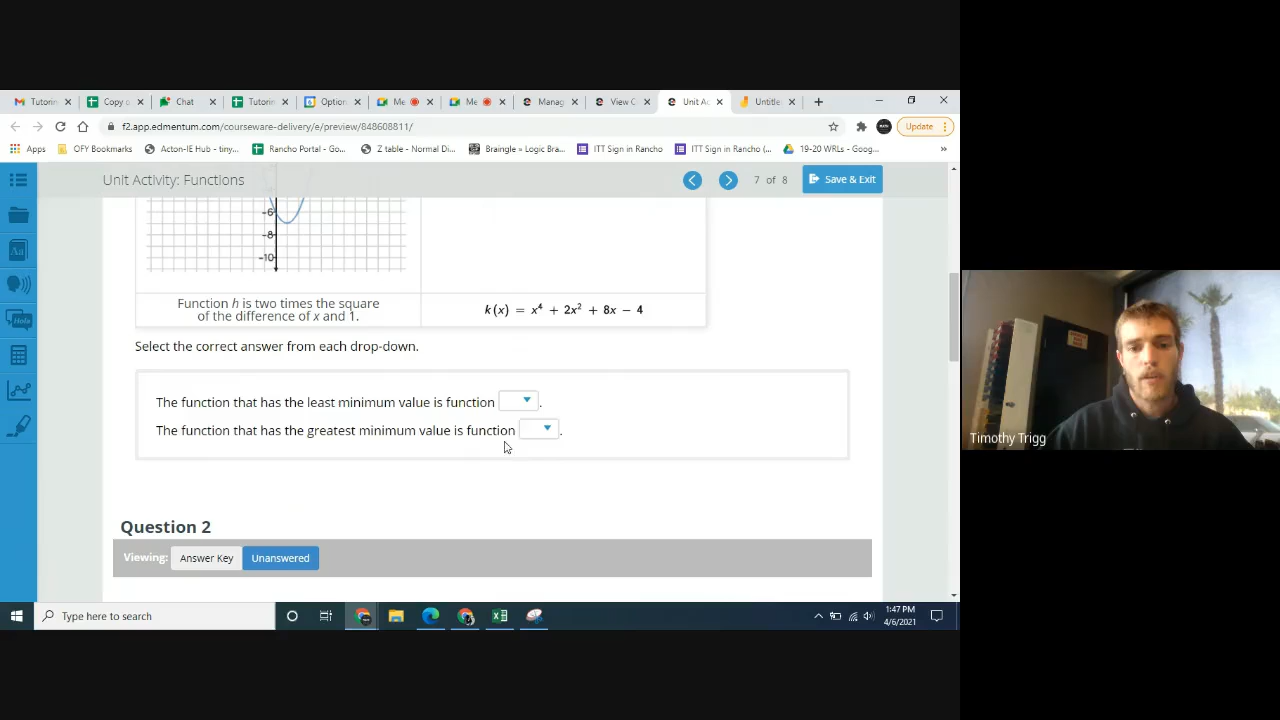 Tutorin
Copy o
Chat
Tutorin
Option
Me
Me
Manag
View C
Unit Ac
Untitle
f2.app.edmentum.com/courseware-delivery/e/preview/848608811/
Update
Apps
OFY Bookmarks
Acton-IE Hub - tiny...
Rancho Portal - Go...
Z table - Normal Di...
Braingle » Logic Bra...
ITT Sign in Rancho
ITT Sign in Rancho (...
19-20 WRLs - Goog...
»
Unit Activity: Functions
7 of 8
Save & Exit
-6
-8
-10
Function h is two times the square
of the difference of x and 1.
k(x) = x⁴ + 2x² + 8x − 4
Select the correct answer from each drop-down.
The function that has the least minimum value is function .
The function that has the greatest minimum value is function .
Question 2
Viewing:
Answer Key
Unanswered
Timothy Trigg
Type here to search
1:47 PM
4/6/2021